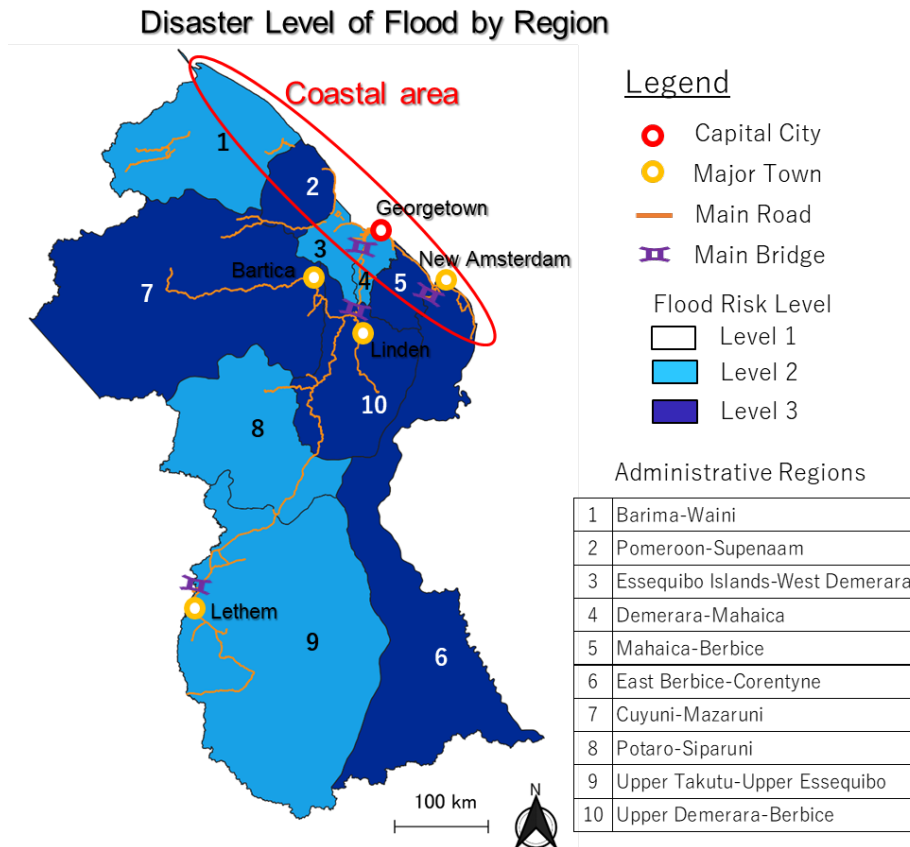 Disaster Level of Flood by Region
Coastal area
1
2
Georgetown
3
New Amsterdam
Bartica
4
5
7
Linden
10
8
Lethem
9
6
100 km
N
Legend
Capital City
Major Town
Main Road
Main Bridge
Flood Risk Level
Level 1
Level 2
Level 3
Administrative Regions
1 Barima-Waini
2 Pomeroon-Supenaam
3 Essequibo Islands-West Demerara
4 Demerara-Mahaica
5 Mahaica-Berbice
6 East Berbice-Corentyne
7 Cuyuni-Mazaruni
8 Potaro-Siparuni
9 Upper Takutu-Upper Essequibo
10 Upper Demerara-Berbice